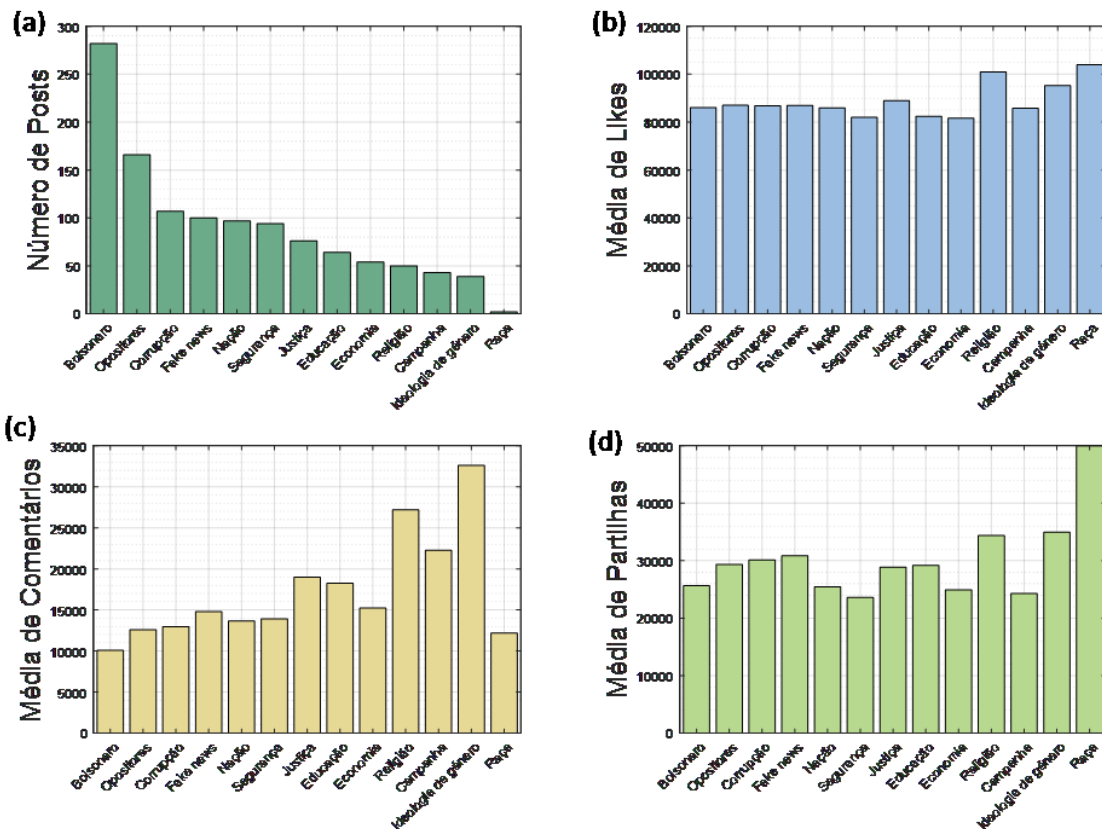 (a)
Número de Posts
300
250
200
150
100
50
0
Bolsonaro
Opositores
Corrupção
Fake news
Nação
Segurança
Justiça
Educação
Economia
Religião
Campanha
Ideologia de género
Raça
(b)
Média de Likes
120000
100000
80000
60000
40000
20000
0
Bolsonaro
Opositores
Corrupção
Fake news
Nação
Segurança
Justiça
Educação
Economia
Religião
Campanha
Ideologia de género
Raça
(c)
Média de Comentários
35000
30000
25000
20000
15000
10000
5000
0
Bolsonaro
Opositores
Corrupção
Fake news
Nação
Segurança
Justiça
Educação
Economia
Religião
Campanha
Ideologia de género
Raça
(d)
Média de Partilhas
50000
40000
30000
20000
10000
0
Bolsonaro
Opositores
Corrupção
Fake news
Nação
Segurança
Justiça
Educação
Economia
Religião
Campanha
Ideologia de género
Raça